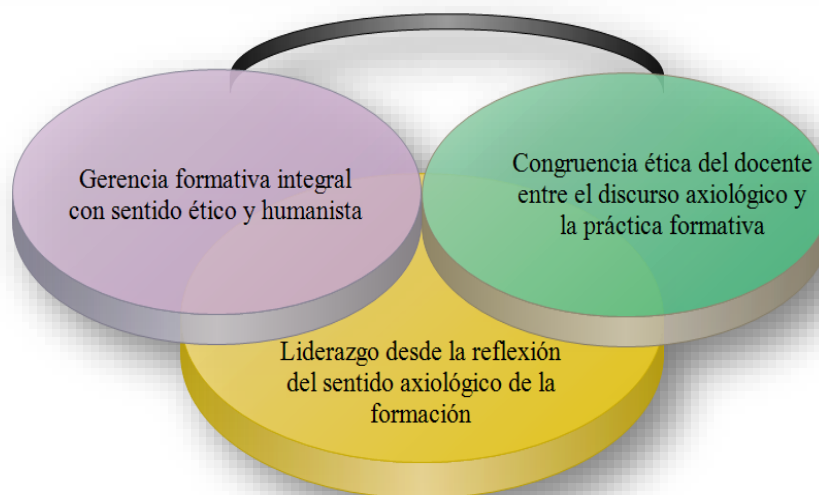 Gerencia formativa integral
con sentido ético y humanista
Congruencia ética del docente
entre el discurso axiológico y
la práctica formativa
Liderazgo desde la reflexión
del sentido axiológico de la
formación